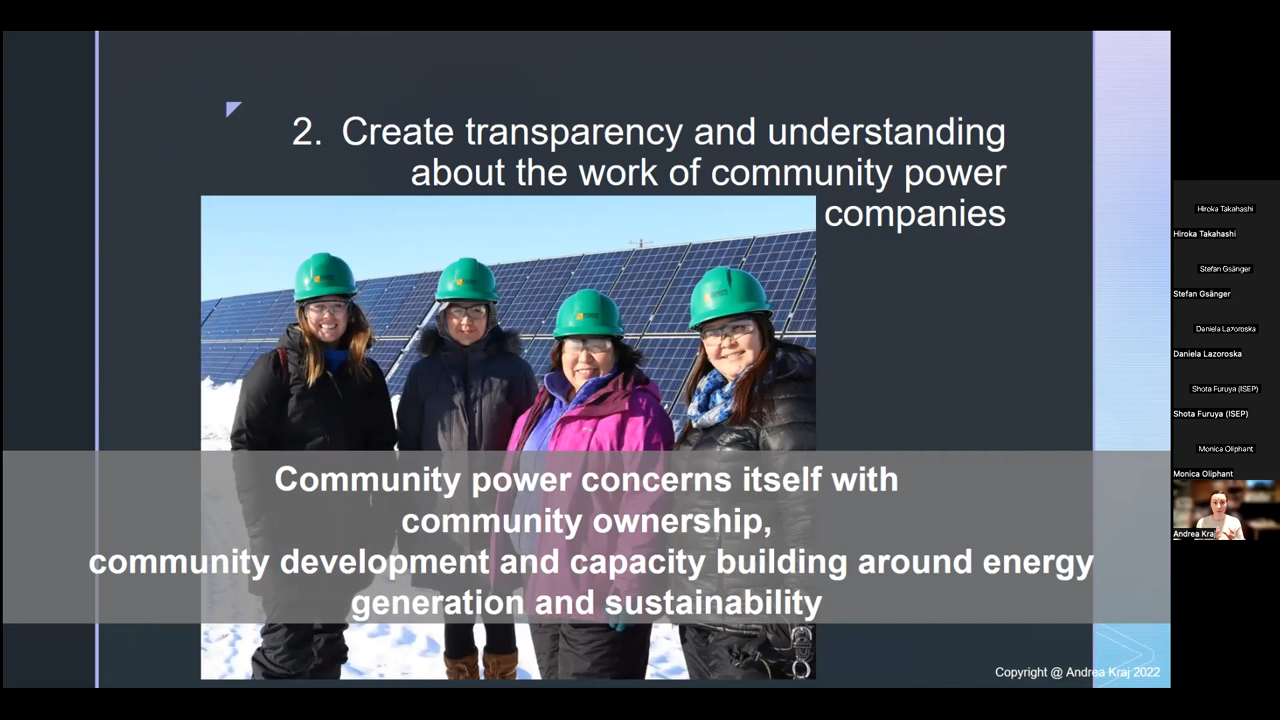 2. Create transparency and understanding
about the work of community power
companies
Community power concerns itself with
community ownership,
community development and capacity building around energy
generation and sustainability
Copyright @ Andrea Kraj 2022
Hiroka Takahashi
Hiroka Takahashi
Stefan Gsänger
Stefan Gsänger
Daniela Lazoroska
Daniela Lazoroska
Shota Furuya (ISEP)
Shota Furuya (ISEP)
Monica Oliphant
Monica Oliphant
Andrea Kraj